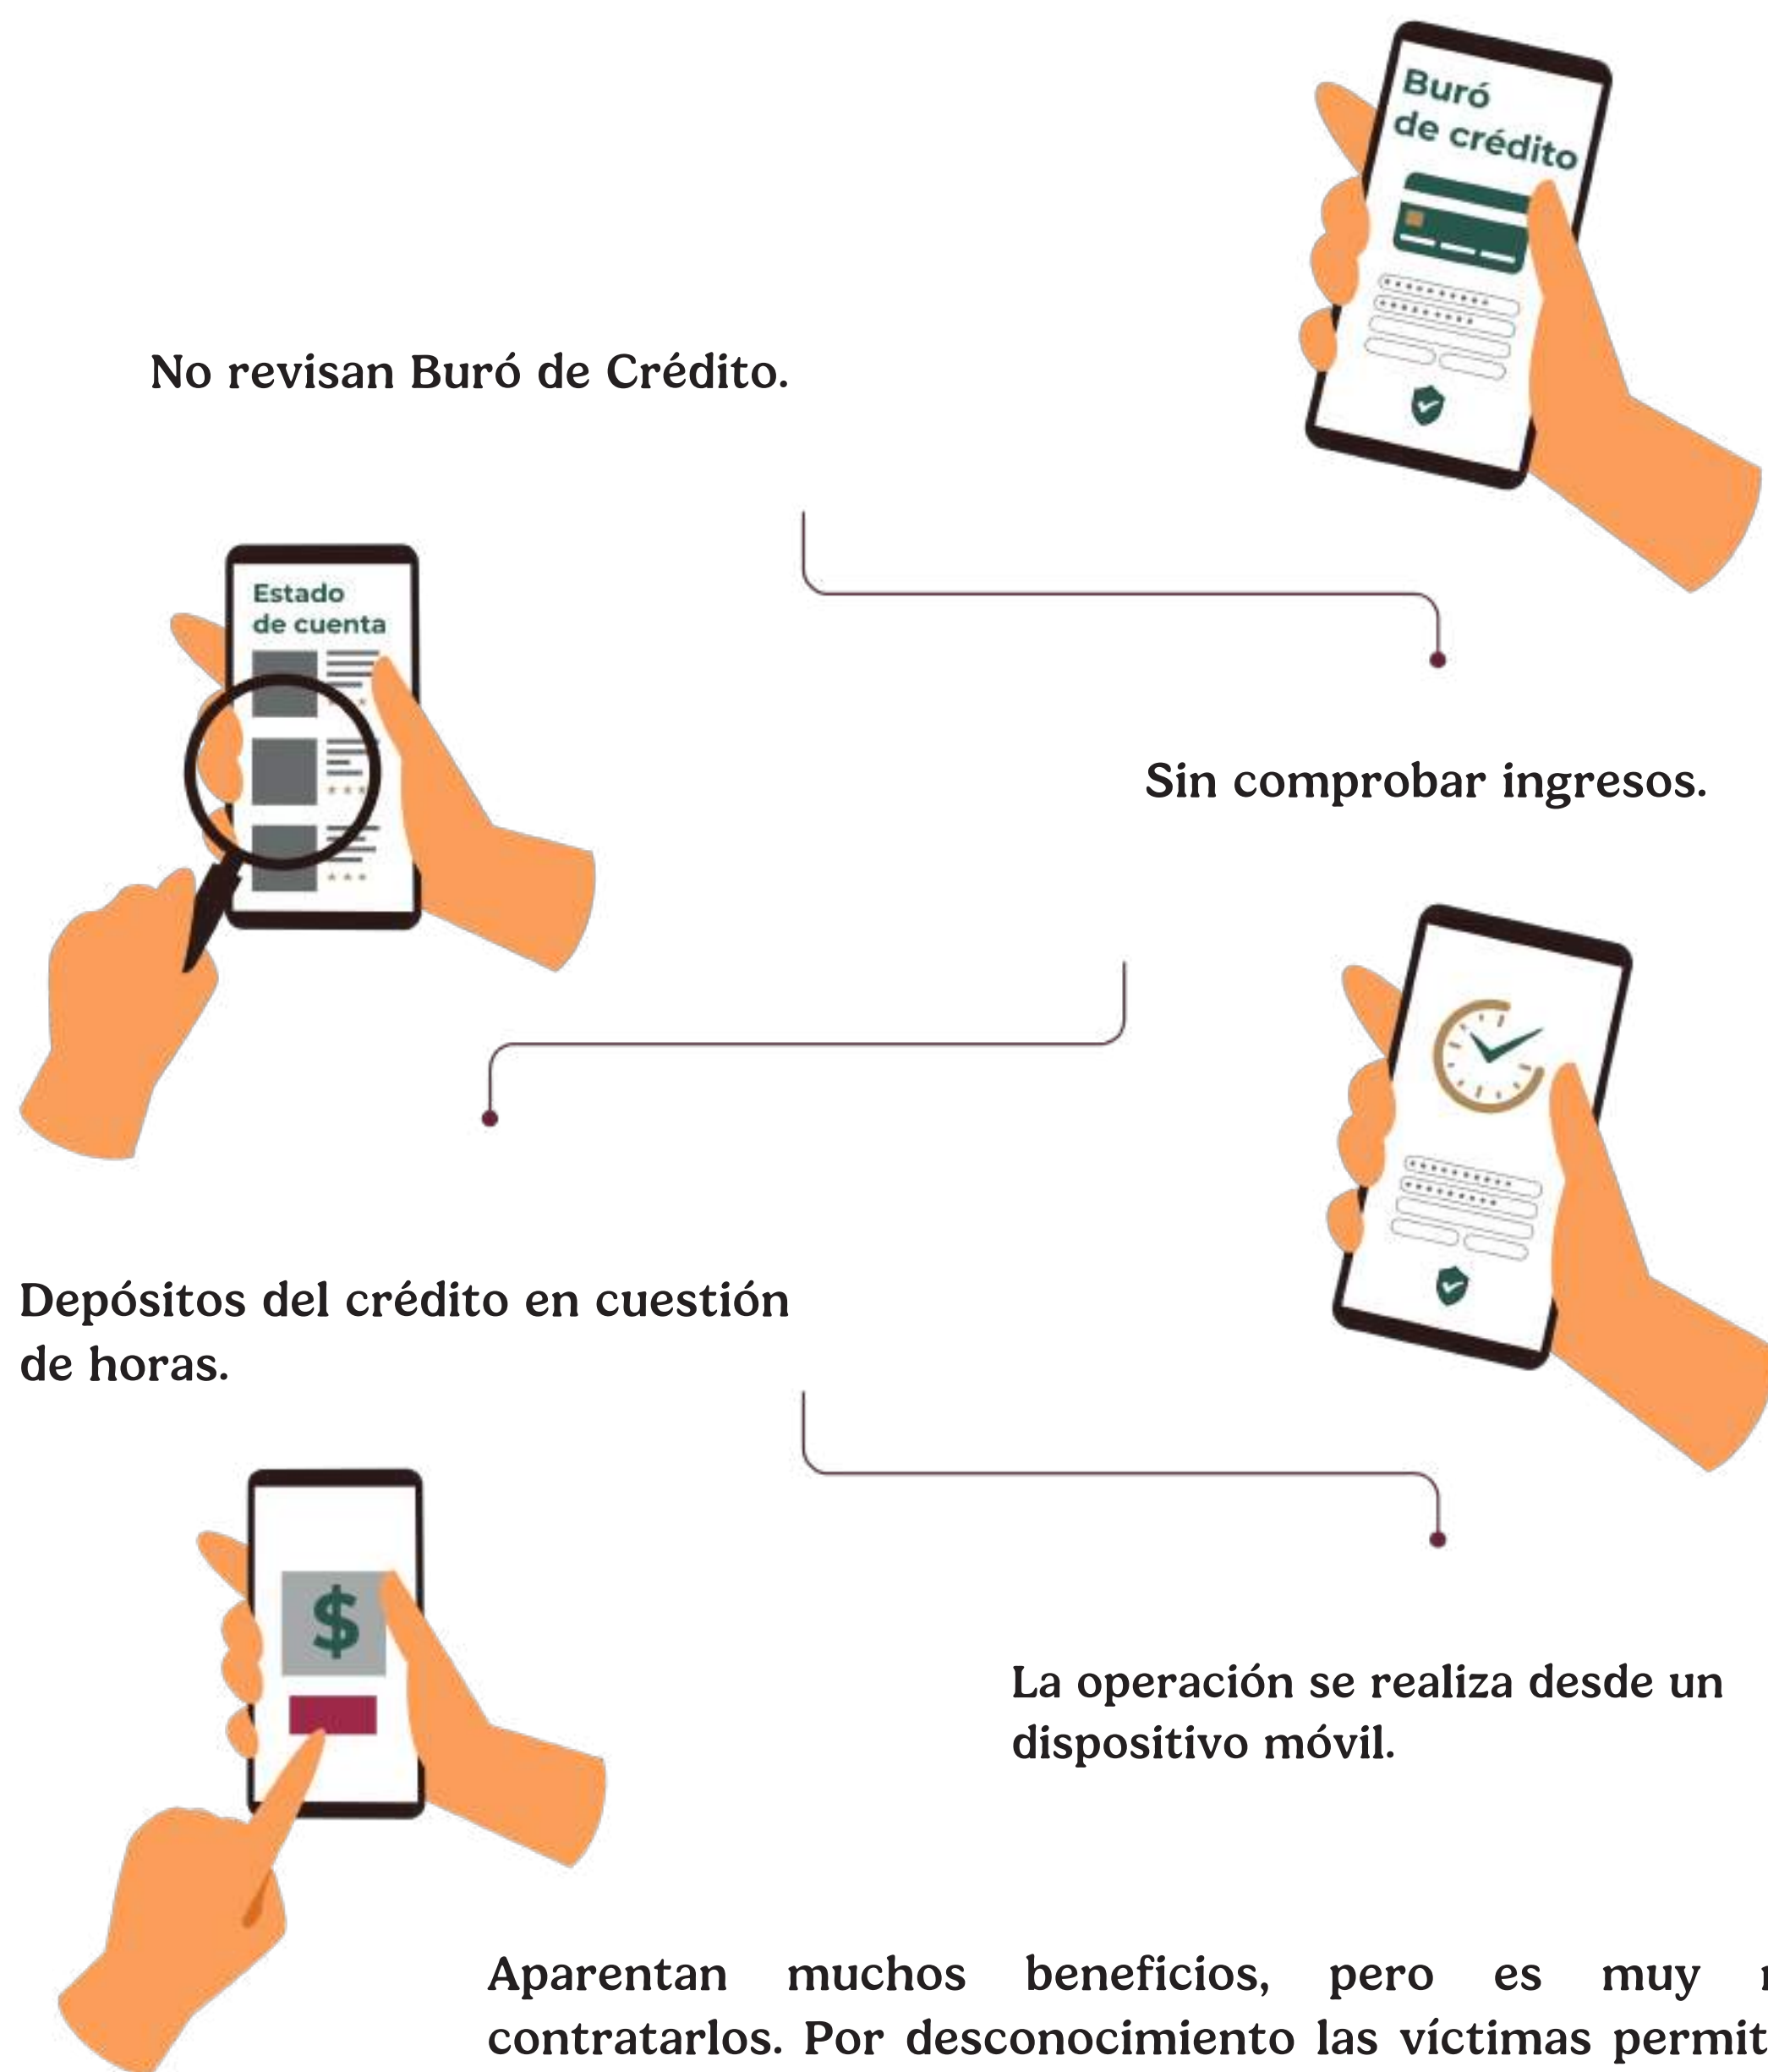 Buró
de crédito
No revisan Buró de Crédito.
Estado
de cuenta
Sin comprobar ingresos.
Depósitos del crédito en cuestión
de horas.
$
La operación se realiza desde un
dispositivo móvil.
Aparentan muchos beneficios, pero es muy
contratarlos. Por desconocimiento las víctimas